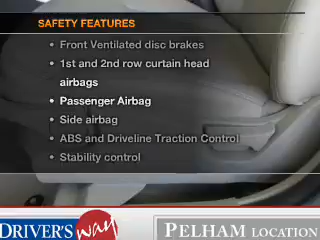 SAFETY FEATURES
• Front Ventilated disc brakes
• 1st and 2nd row curtain head
airbags
• Passenger Airbag
• Side airbag
• ABS and Driveline Traction Control
• Stability control
DRIVER'S way
PELHAM LOCATION